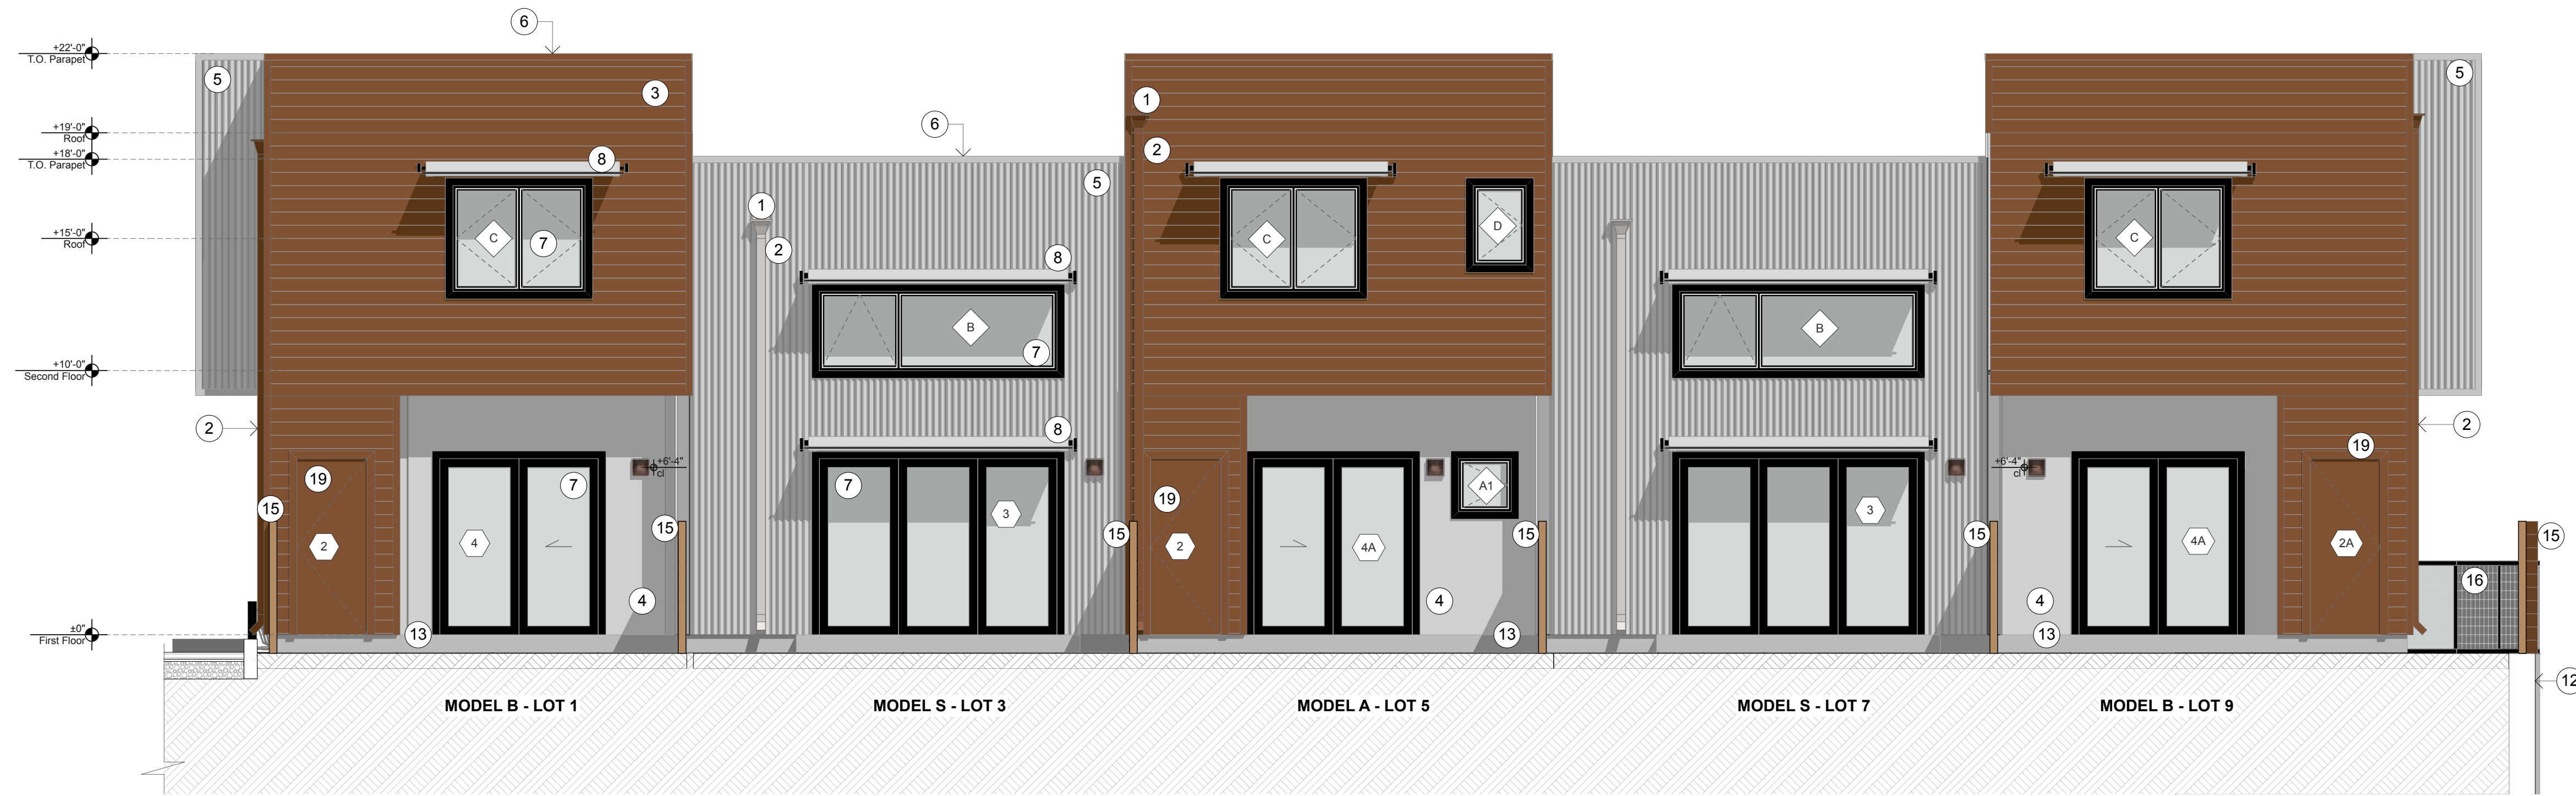 6
+22'-0"
T.O. Parapet
5
3
5
1
6
+19'-0"
Roof
+18'-0"
T.O. Parapet
8
2
5
1
C
7
2
+15'-0"
Roof
8
C
D
C
B
7
B
+10'-0"
Second Floor
2
8
2
+6'-4"
cl
19
7
7
19
A1
+6'-4"
cl
19
15
15
3
15
15
3
15
15
2
4
2
4A
4A
2A
16
4
4
4
±0"
First Floor
13
13
13
12
MODEL B - LOT 1
MODEL S - LOT 3
MODEL A - LOT 5
MODEL S - LOT 7
MODEL B - LOT 9